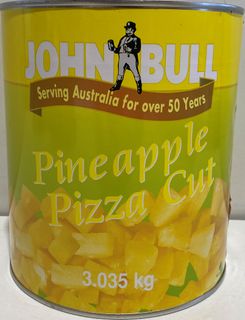 JOHN BULL
Serving Australia for over 50 Years
Pineapple
Pizza Cut
3.035 kg